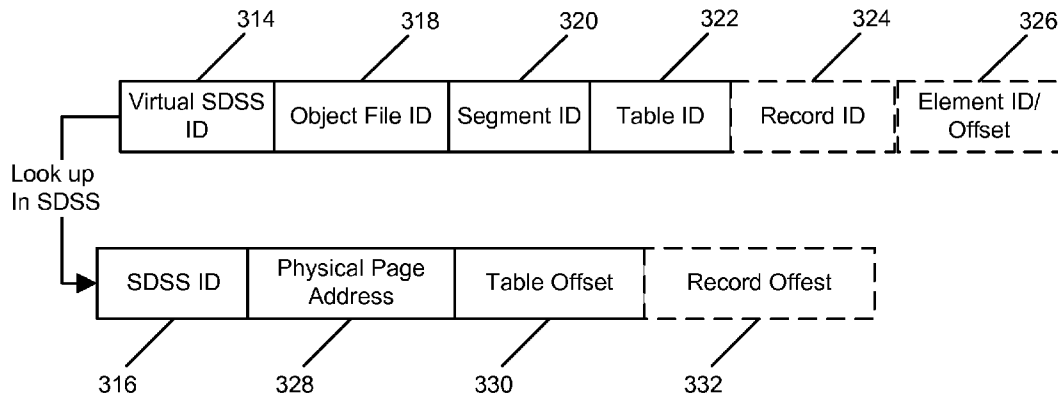 314
318
320
322
324
326
Virtual SDSS
ID
Object File ID
Segment ID
Table ID
Record ID
Element ID/
Offset
Look up
In SDSS
SDSS ID
Physical Page
Address
Table Offset
Record Offest
316
328
330
332